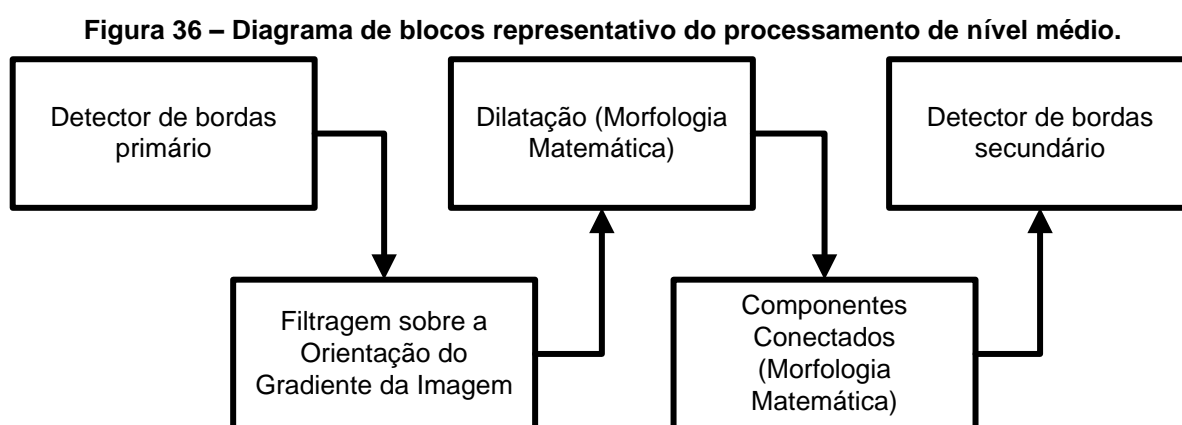 Figura 36 – Diagrama de blocos representativo do processamento de nível médio.
Detector de bordas
primário
Filtragem sobre a
Orientação do
Gradiente da Imagem
Dilatação (Morfologia
Matemática)
Componentes
Conectados
(Morfologia
Matemática)
Detector de bordas
secundário